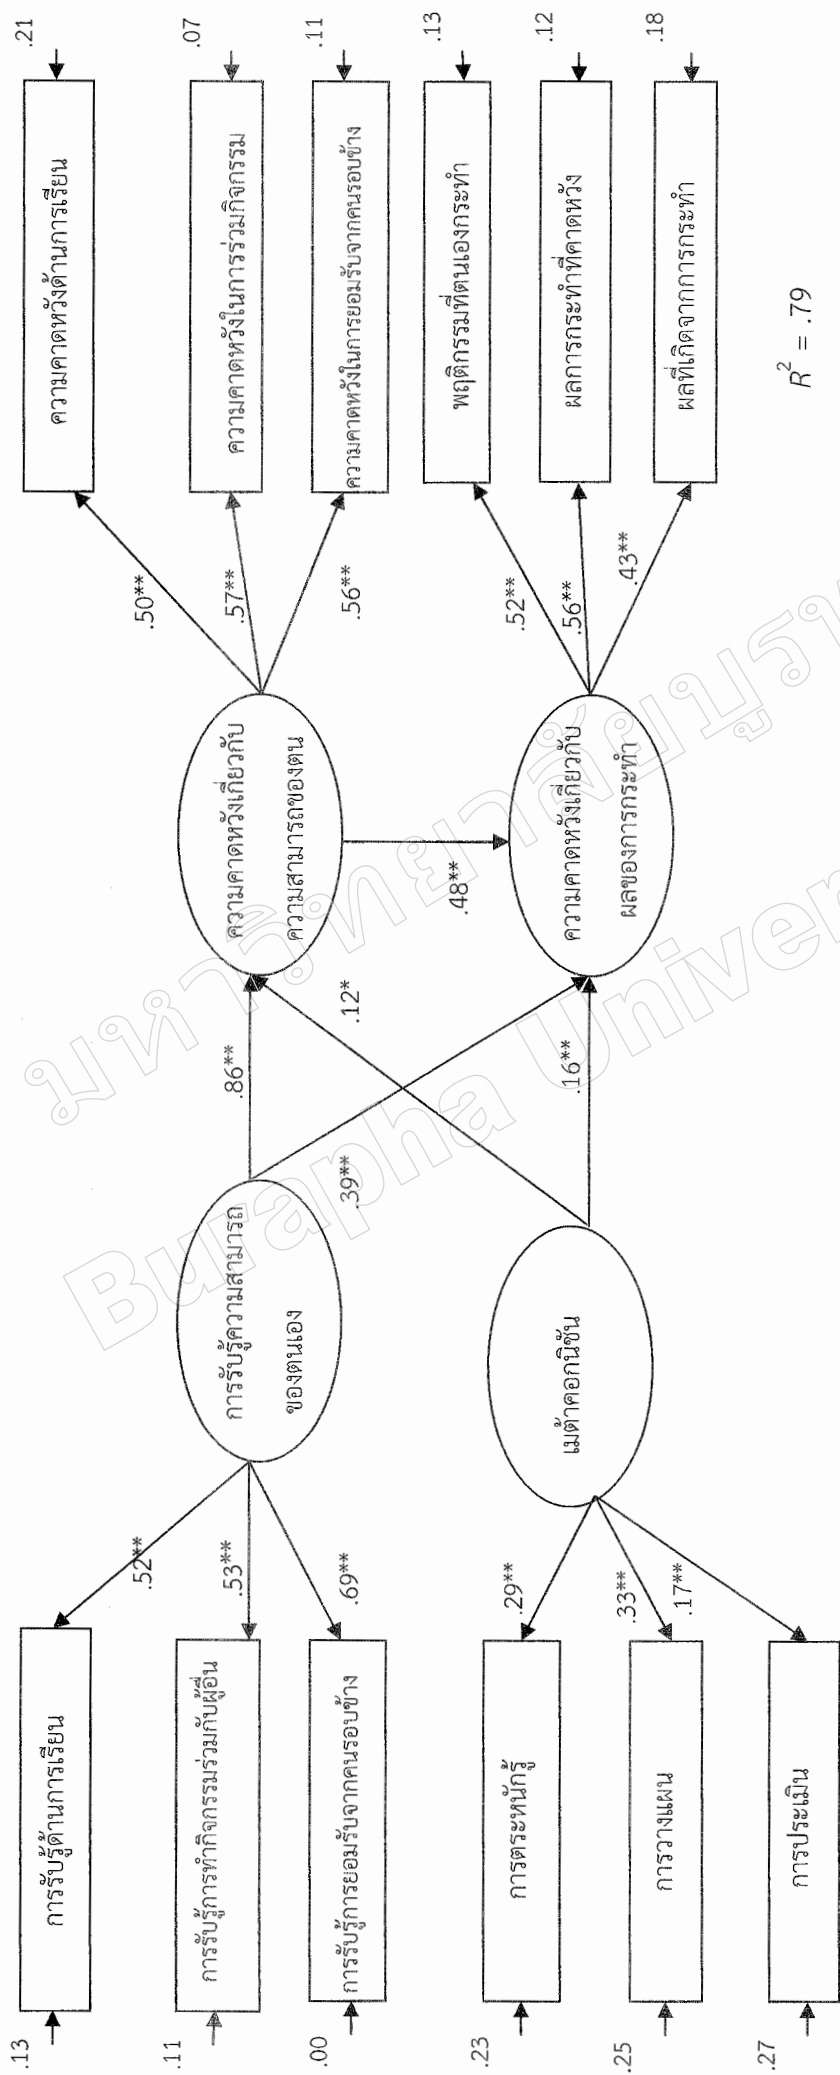 .13
การรับรู้ด้านการเรียน
.11
การรับรู้การทำกิจกรรมร่วมกับผู้อื่น
.00
การรับรู้การยอมรับจากคนรอบข้าง
.23
การตระหนักรู้
.25
การวางแผน
.27
การประเมิน
.52**
.53**
.69**
.29**
.33**
.17**
การรับรู้ความสามารถ
ของตนเอง
เมต้าคอกนิชัน
.86**
.39**
.12*
.16**
ความคาดหวังเกี่ยวกับ
ความสามารถของตน
.48**
ความคาดหวังเกี่ยวกับ
ผลของการกระทำ
.50**
.57**
.56**
.52**
.56**
.43**
ความคาดหวังด้านการเรียน
.21
ความคาดหวังในการร่วมกิจกรรม
.07
ความคาดหวังในการยอมรับจากคนรอบข้าง
.11
พฤติกรรมที่ตนเองกระทำ
.13
ผลการกระทำที่คาดหวัง
.12
ผลที่เกิดจากการกระทำ
.18
R² = .79
มหาวิทยาลัยบูรพา
Burapha Univer